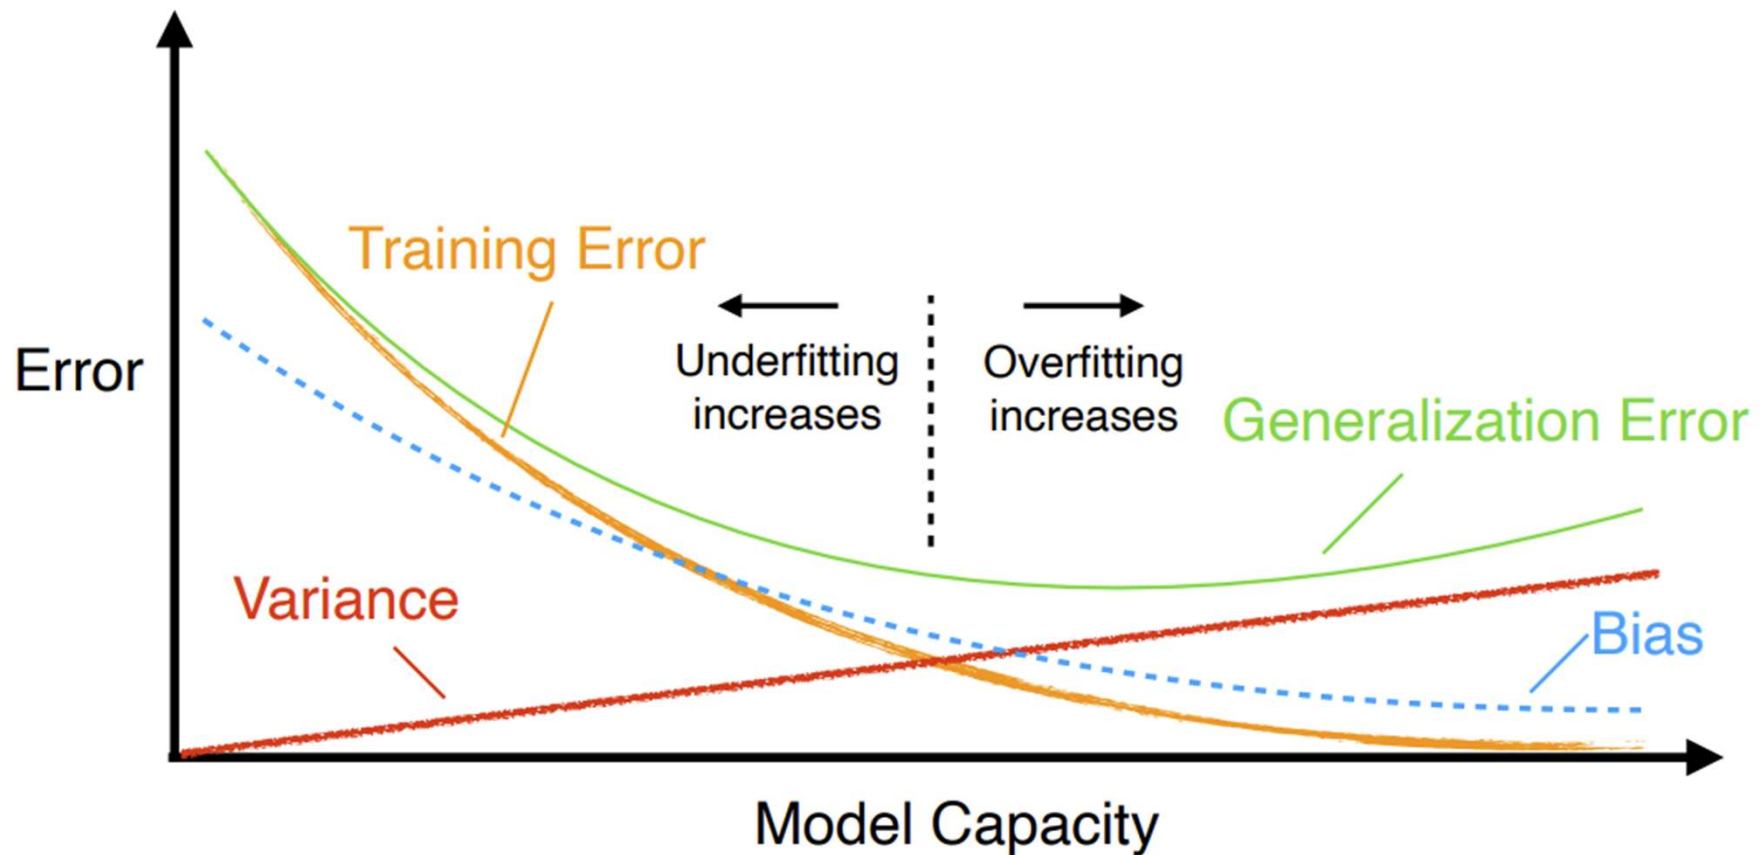 Training Error
Underfitting
increases
Overfitting
increases
Error
Generalization Error
Variance
Bias
Model Capacity